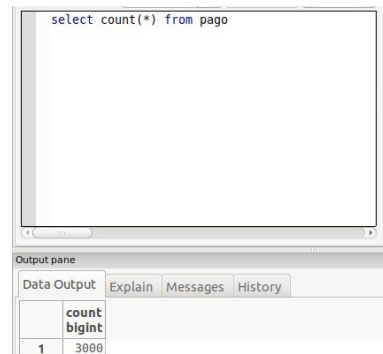 select count(*) from pago
Output pane
Data Output Explain Messages History
count
bigint
1 3000